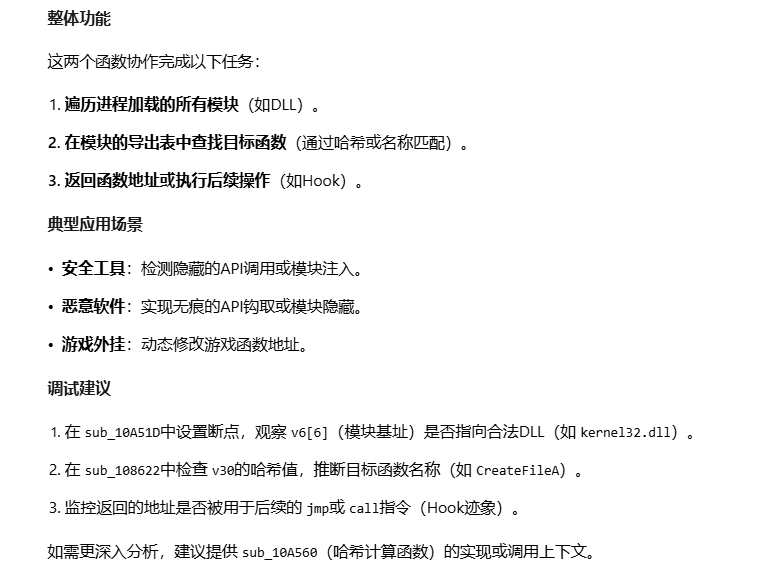 整体功能
这两个函数协作完成以下任务：
1. 遍历进程加载的所有模块（如DLL）。
2. 在模块的导出表中查找目标函数（通过哈希或名称匹配）。
3. 返回函数地址或执行后续操作（如Hook）。
典型应用场景
• 安全工具：检测隐藏的API调用或模块注入。
• 恶意软件：实现无痕的API钩取或模块隐藏。
• 游戏外挂：动态修改游戏函数地址。
调试建议
1. 在 sub_10A51D中设置断点，观察 v6[6]（模块基址）是否指向合法DLL（如 kernel32.dll）。
2. 在 sub_108622中检查 v30的哈希值，推断目标函数名称（如 CreateFileA）。
3. 监控返回的地址是否被用于后续的 jmp或 call指令（Hook迹象）。
如需更深入分析，建议提供 sub_10A560（哈希计算函数）的实现或调用上下文。